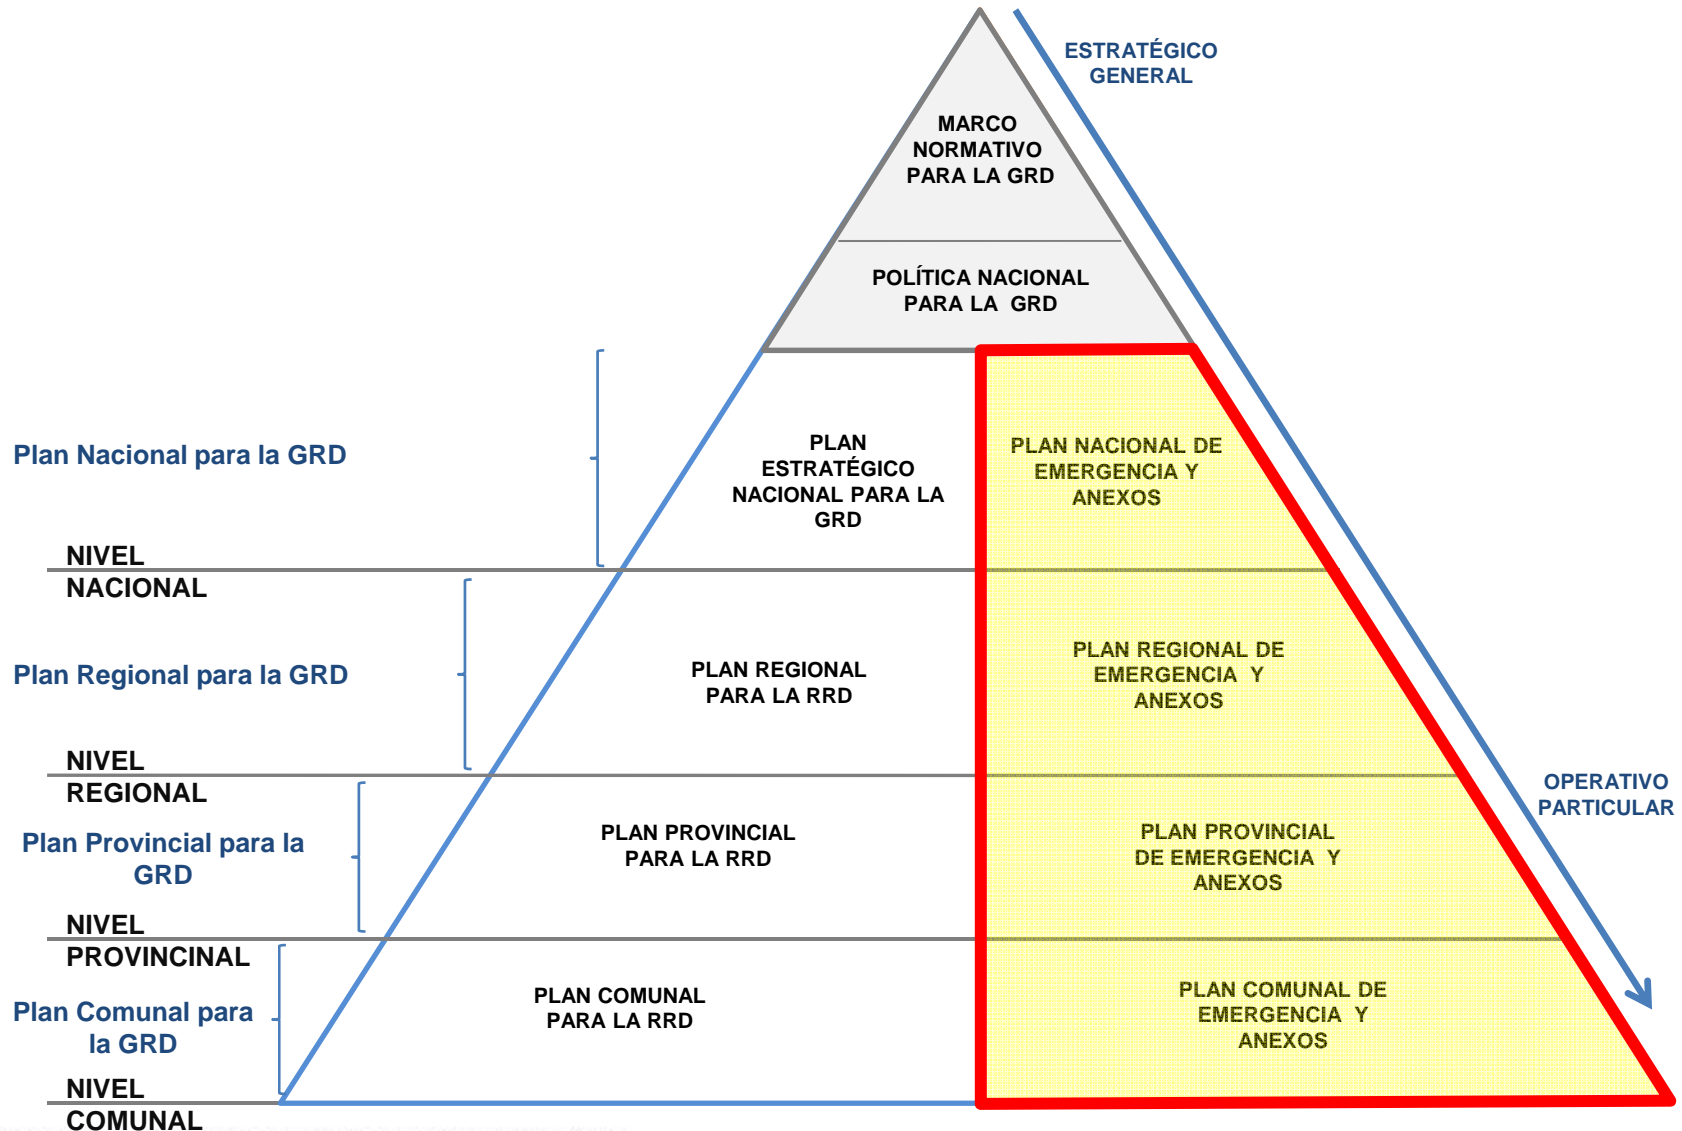 ESTRATÉGICO
GENERAL
MARCO
NORMATIVO
PARA LA GRD
POLÍTICA NACIONAL
PARA LA GRD
Plan Nacional para la GRD
PLAN
ESTRATÉGICO
NACIONAL PARA LA
GRD
PLAN NACIONAL DE
EMERGENCIA Y
ANEXOS
NIVEL
NACIONAL
Plan Regional para la GRD
PLAN REGIONAL
PARA LA RRD
PLAN REGIONAL DE
EMERGENCIA Y
ANEXOS
NIVEL
REGIONAL
OPERATIVO
PARTICULAR
Plan Provincial para la
GRD
PLAN PROVINCIAL
PARA LA RRD
PLAN PROVINCIAL
DE EMERGENCIA Y
ANEXOS
NIVEL
PROVINCINAL
Plan Comunal para
la GRD
PLAN COMUNAL
PARA LA RRD
PLAN COMUNAL DE
EMERGENCIA Y
ANEXOS
NIVEL
COMUNAL